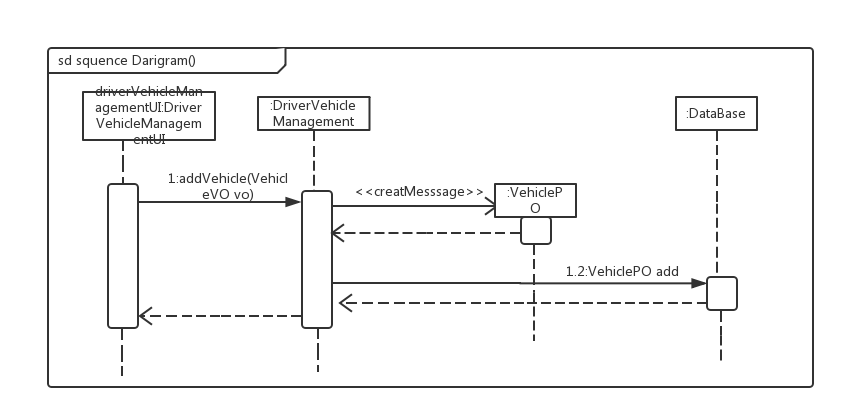 sd squence Darigram()
driverVehicleMan
agementUI:Driver
VehicleManagem
entUI
:DriverVehicle
Management
:DataBase
1:addVehicle(Vehicl
eVO vo)
<<creatMesssage>>
:VehicleP
O
1.2:VehiclePO add